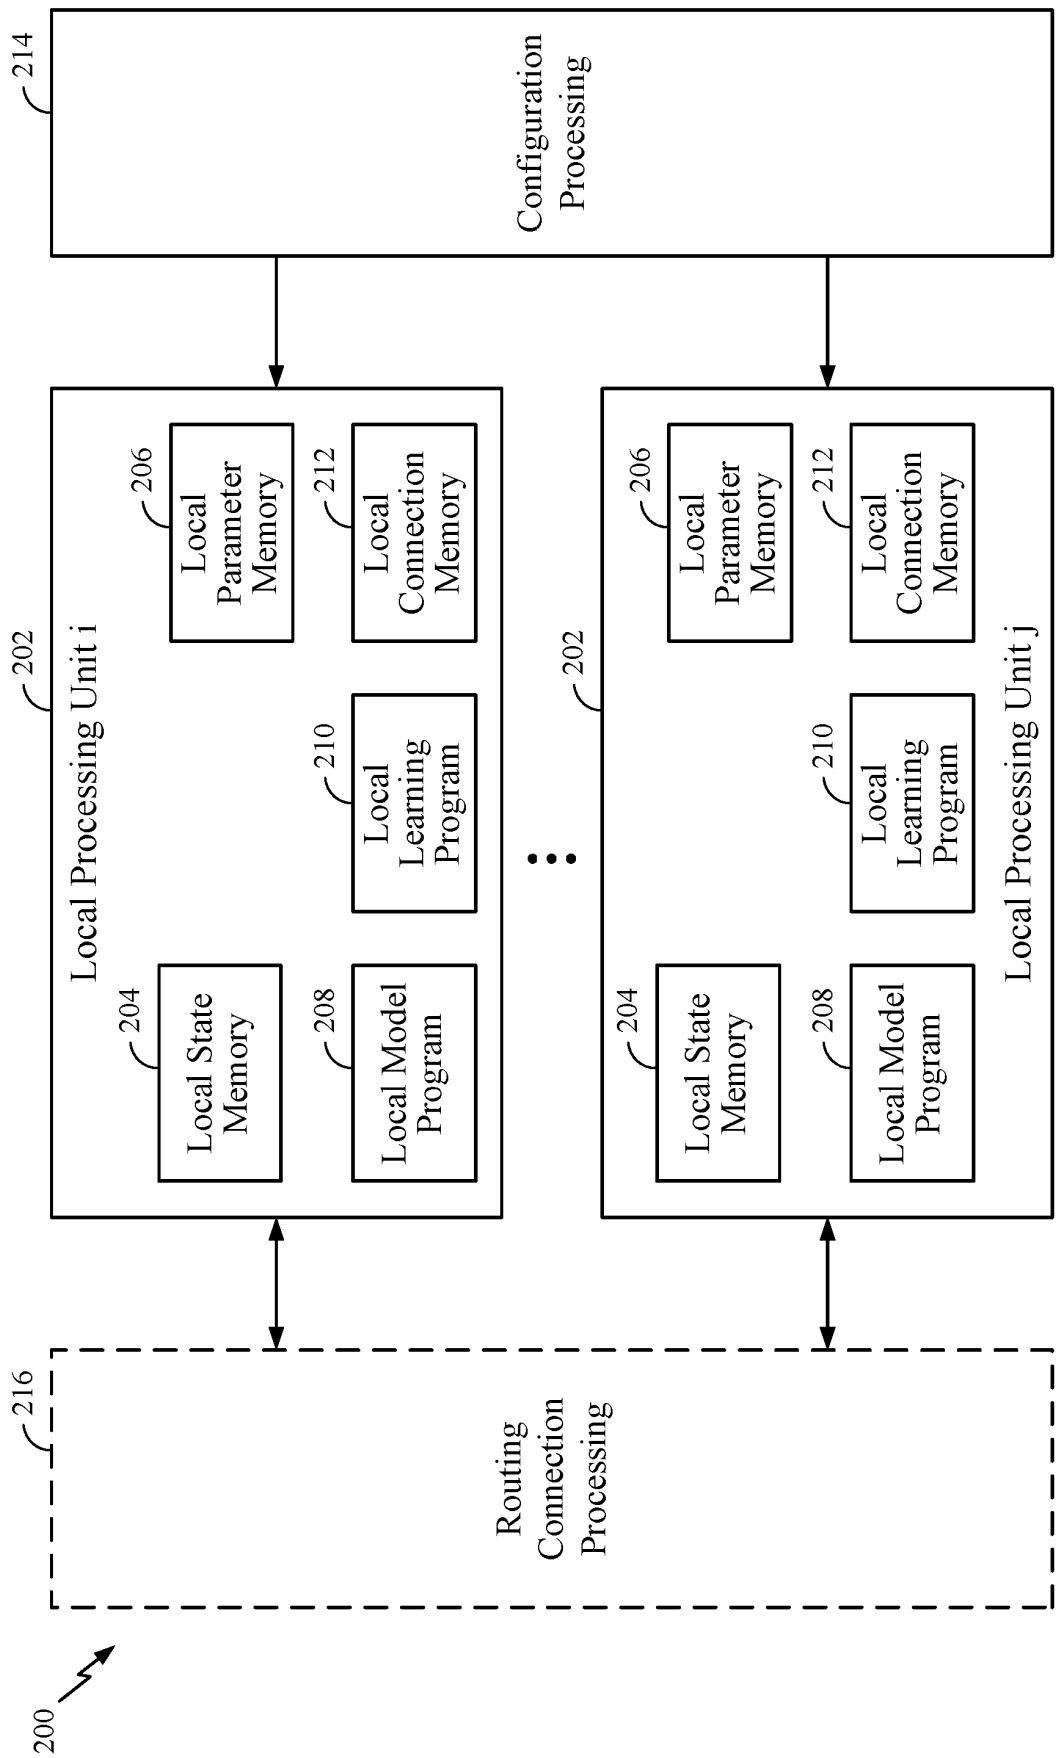 200
216
Routing
Connection
Processing
202
Local Processing Unit i
204
Local State
Memory
206
Local
Parameter
Memory
208
Local Model
Program
210
Local
Learning
Program
212
Local
Connection
Memory
202
204
Local State
Memory
206
Local
Parameter
Memory
208
Local Model
Program
210
Local
Learning
Program
212
Local
Connection
Memory
Local Processing Unit j
214
Configuration
Processing